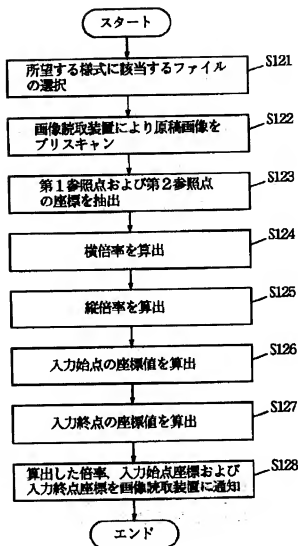 スタート
S121
所望する様式に該当するファイル
の選択
S122
画像読取装置により原稿画像を
プリスキャン
S123
第1参照点および第2参照点
の座標を抽出
S124
横倍率を算出
S125
縦倍率を算出
S126
入力始点の座標値を算出
S127
入力終点の座標値を算出
S128
算出した倍率、入力始点座標および
入力終点座標を画像読取装置に通知
エンド